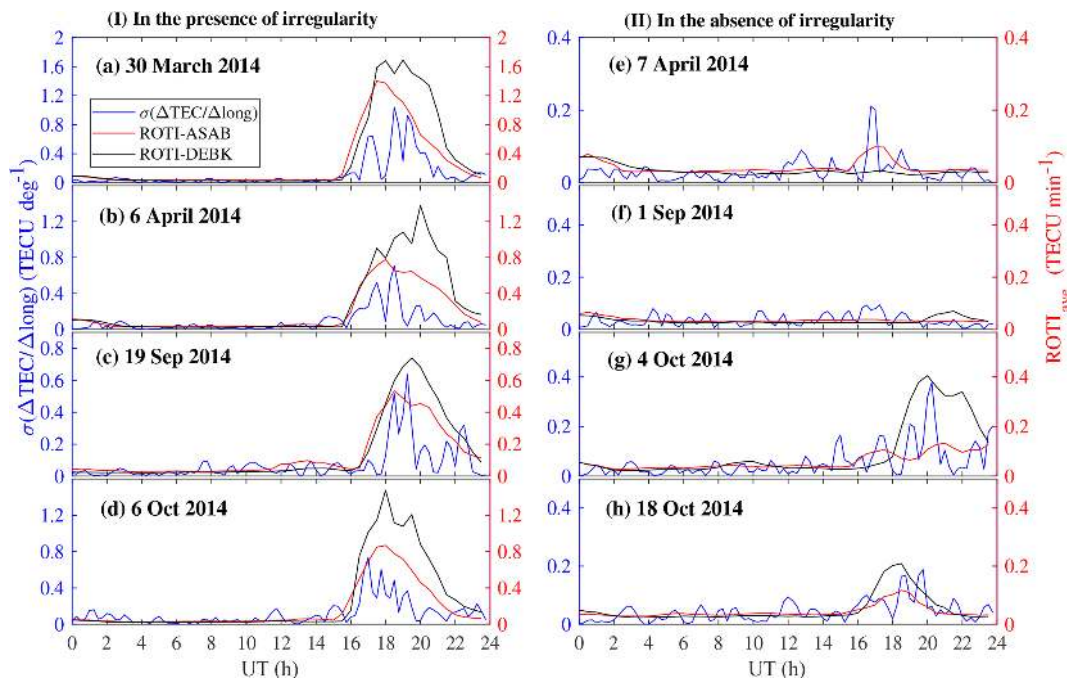 (I) In the presence of irregularity
(II) In the absence of irregularity
σ(ΔTEC/Δlong) (TECU deg⁻¹)
ROTI_ave (TECU min⁻¹)
(a) 30 March 2014
σ(ΔTEC/Δlong)
ROTI-ASAB
ROTI-DEBK
2 1.6 1.2 0.8 0.4 0
2 1.6 1.2 0.8 0.4 0
(b) 6 April 2014
1.2 0.8 0.4 0
1.2 0.8 0.4 0
(c) 19 Sep 2014
0.8 0.6 0.4 0.2 0
0.8 0.6 0.4 0.2 0
(d) 6 Oct 2014
1.2 0.8 0.4 0
1.2 0.8 0.4 0
0 2 4 6 8 10 12 14 16 18 20 22 24
UT (h)
(e) 7 April 2014
0.4 0.2 0
0.4 0.2 0
(f) 1 Sep 2014
0.4 0.2 0
0.4 0.2 0
(g) 4 Oct 2014
0.4 0.2 0
0.4 0.2 0
(h) 18 Oct 2014
0.4 0.2 0
0.4 0.2 0
0 2 4 6 8 10 12 14 16 18 20 22 24
UT (h)